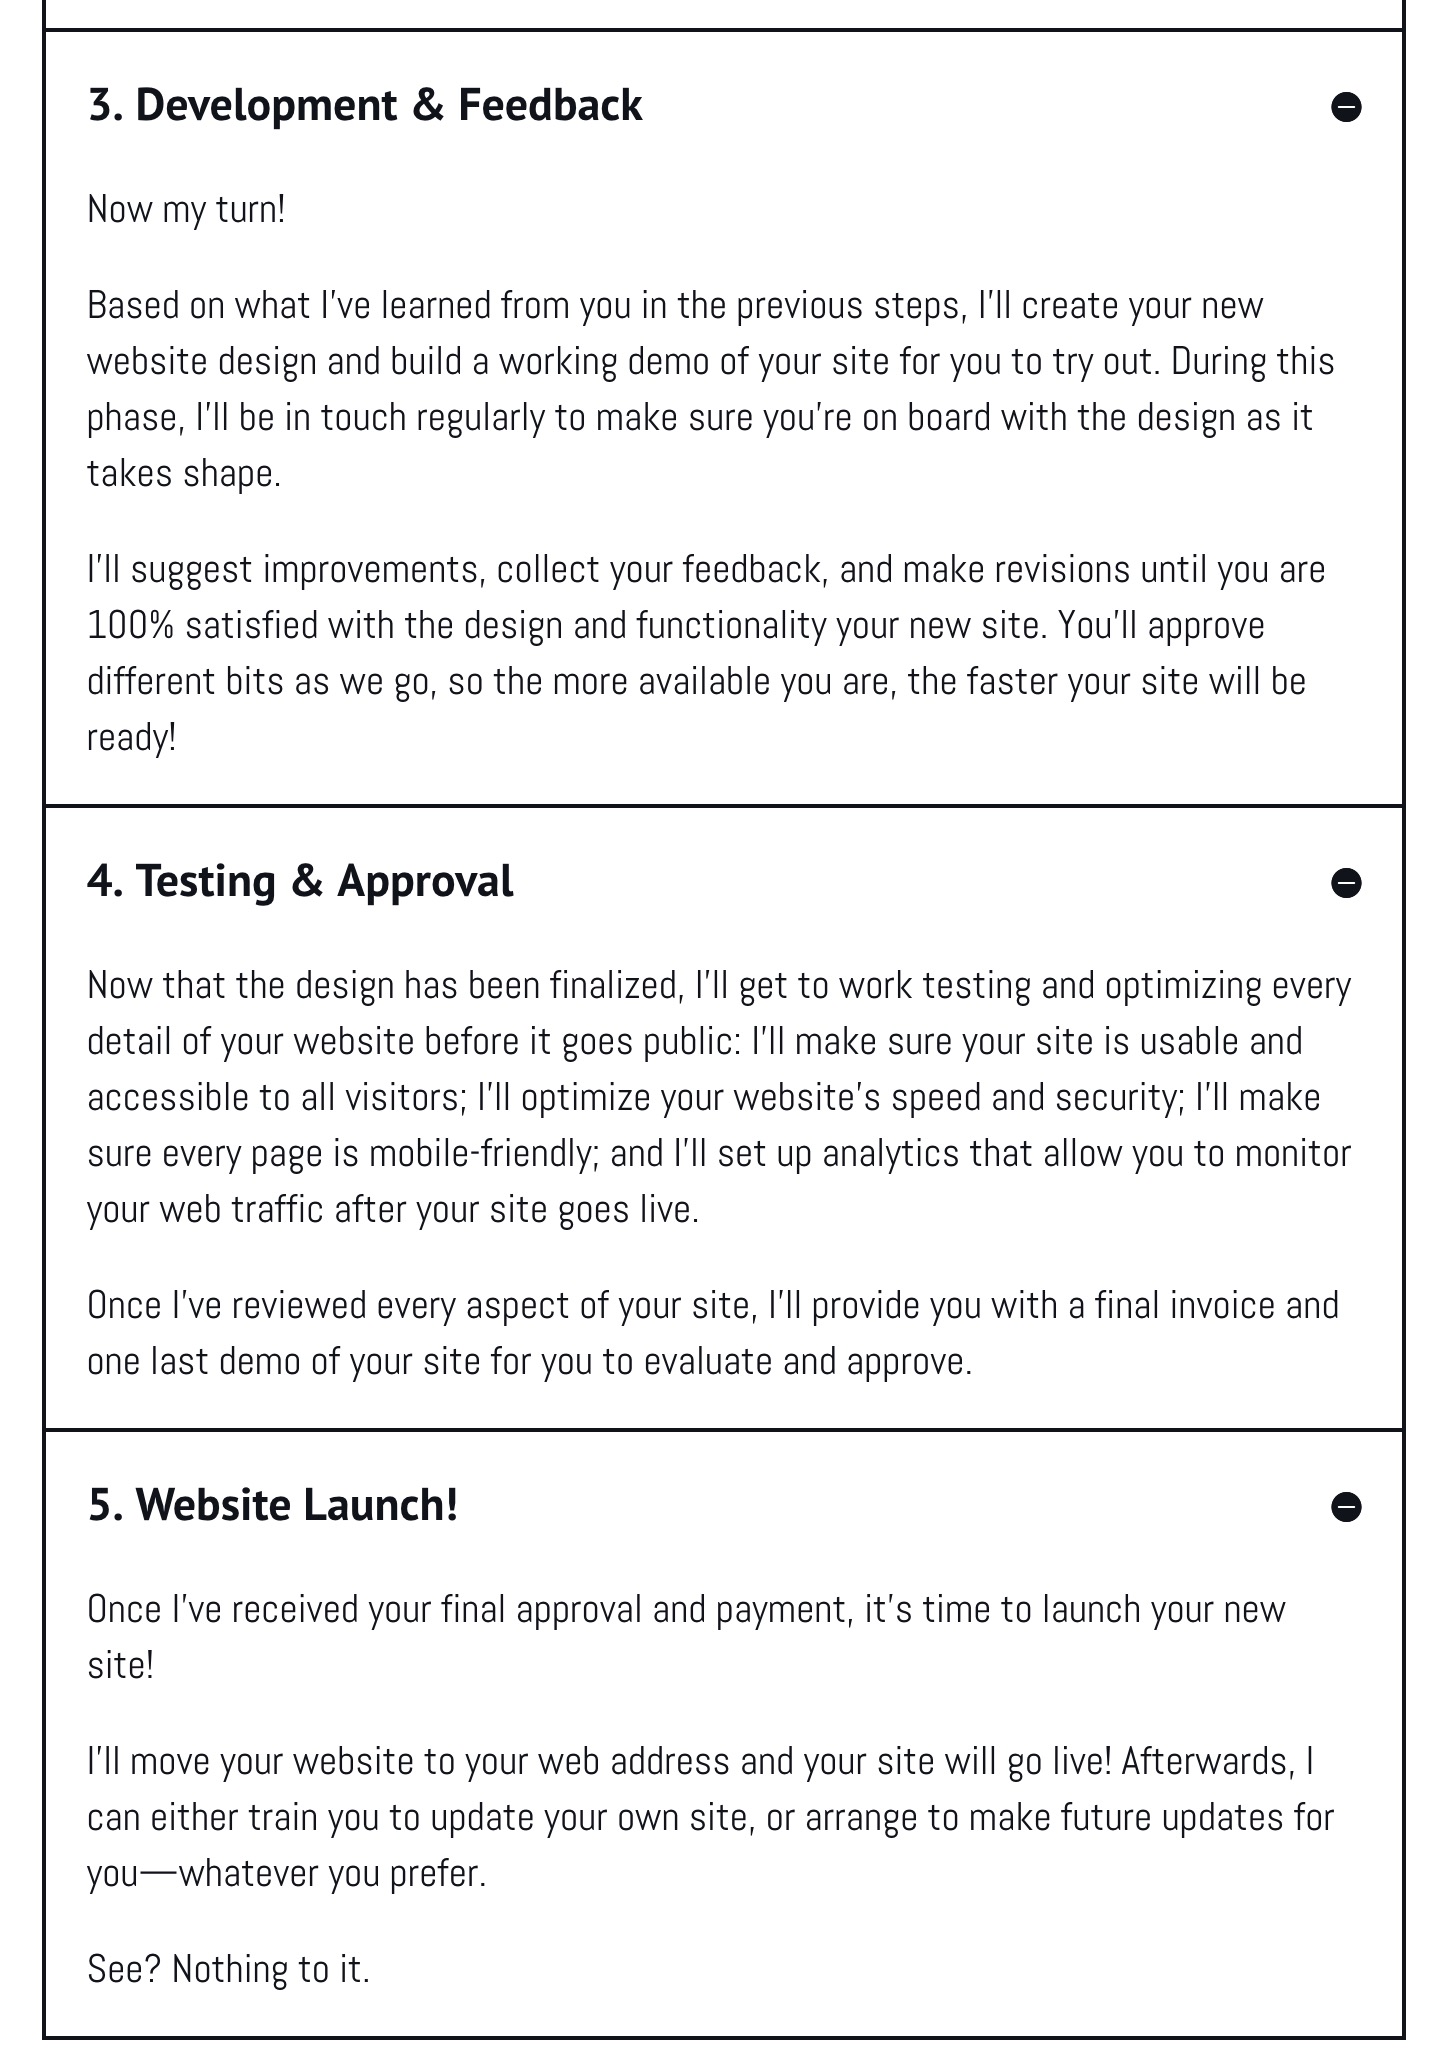 3. Development & Feedback
Now my turn!
Based on what I've learned from you in the previous steps, I'll create your new
website design and build a working demo of your site for you to try out. During this
phase, I'll be in touch regularly to make sure you're on board with the design as it
takes shape.
I'll suggest improvements, collect your feedback, and make revisions until you are
100% satisfied with the design and functionality your new site. You'll approve
different bits as we go, so the more available you are, the faster your site will be
ready!
4. Testing & Approval
Now that the design has been finalized, I'll get to work testing and optimizing every
detail of your website before it goes public: I'll make sure your site is usable and
accessible to all visitors; I'll optimize your website's speed and security; I'll make
sure every page is mobile-friendly; and I'll set up analytics that allow you to monitor
your web traffic after your site goes live.
Once I've reviewed every aspect of your site, I'll provide you with a final invoice and
one last demo of your site for you to evaluate and approve.
5. Website Launch!
Once I've received your final approval and payment, it's time to launch your new
site!
I'll move your website to your web address and your site will go live! Afterwards, I
can either train you to update your own site, or arrange to make future updates for
you—whatever you prefer.
See? Nothing to it.